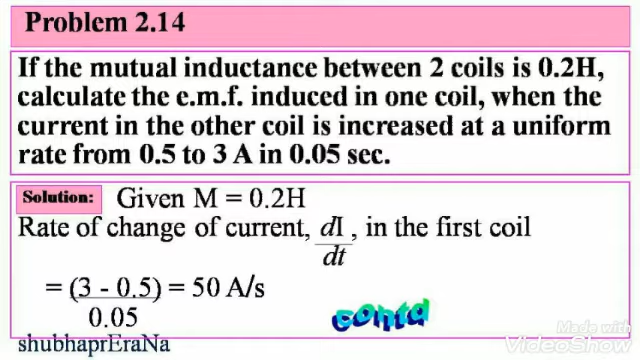 Problem 2.14
If the mutual inductance between 2 coils is 0.2H,
calculate the e.m.f. induced in one coil, when the
current in the other coil is increased at a uniform
rate from 0.5 to 3 A in 0.05 sec.
Solution: Given M = 0.2H
Rate of change of current, dI/dt, in the first coil
= (3 - 0.5)/0.05 = 50 A/s
contd
shubhaprEraNa
Made with
VideoShow